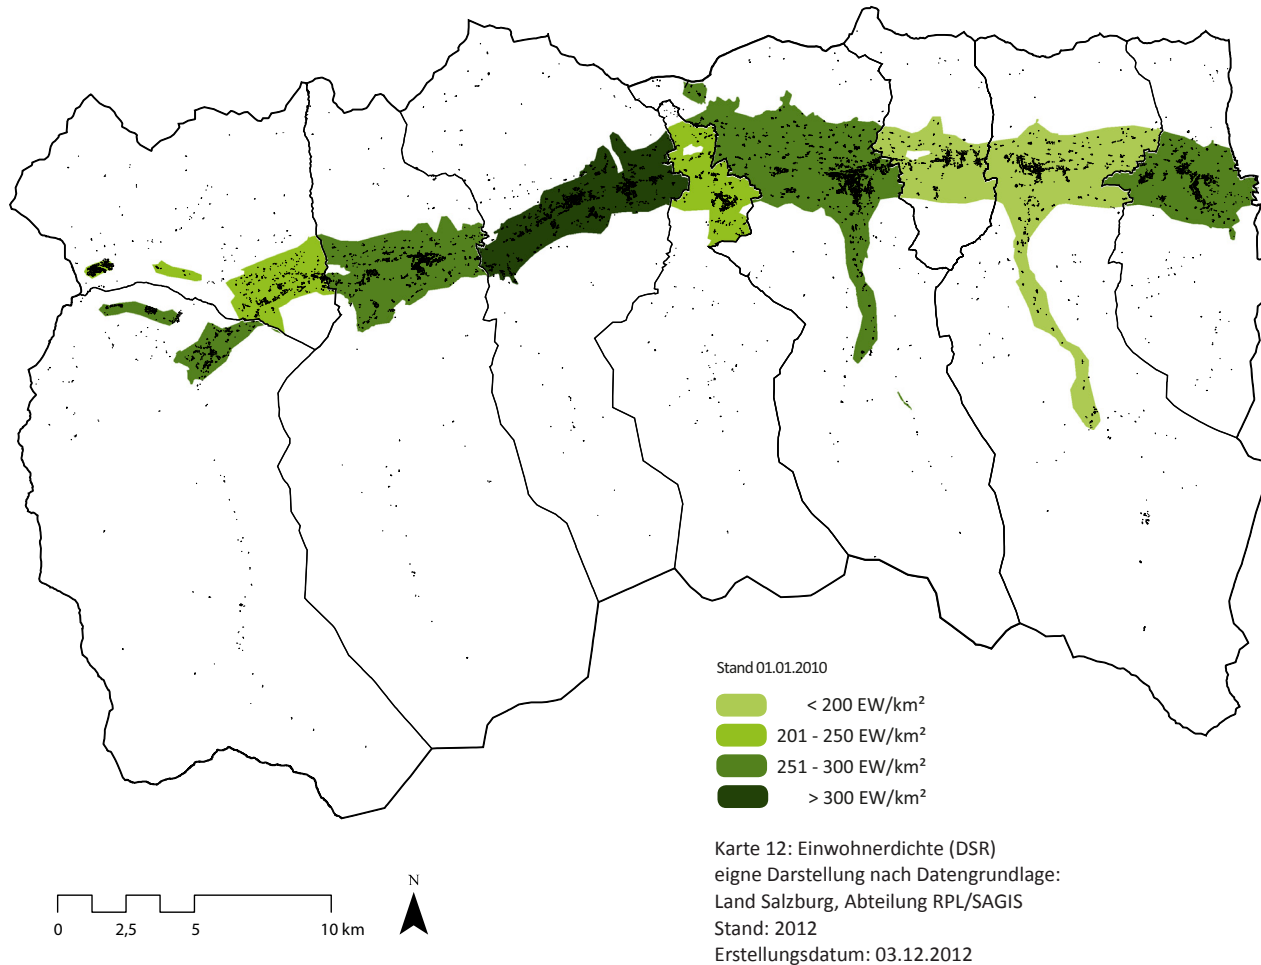 Stand 01.01.2010
< 200 EW/km²
201 - 250 EW/km²
251 - 300 EW/km²
> 300 EW/km²
Karte 12: Einwohnerdichte (DSR)
eigne Darstellung nach Datengrundlage:
Land Salzburg, Abteilung RPL/SAGIS
Stand: 2012
Erstellungsdatum: 03.12.2012
N
0 2,5 5 10 km